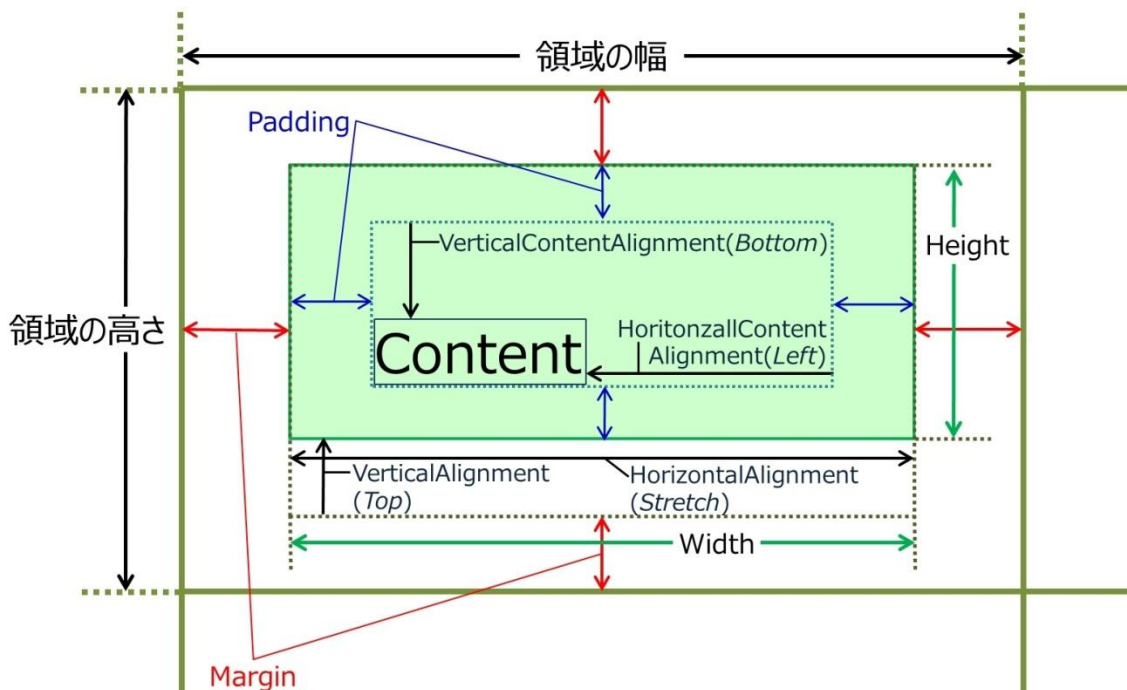 領域の幅
Padding
VerticalContentAlignment(Bottom)
Height
領域の高さ
HoritonzallContent
Alignment(Left)
Content
VerticalAlignment
(Top)
HorizontalAlignment
(Stretch)
Width
Margin